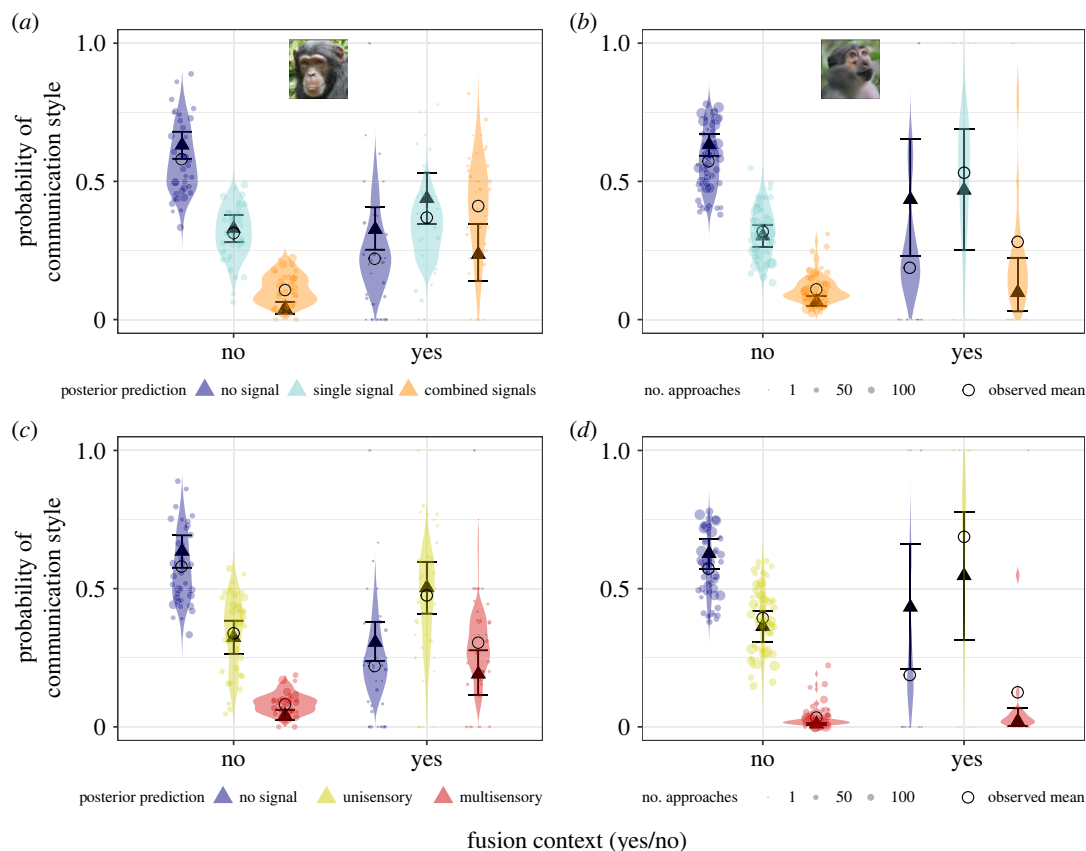 (a)
(b)
probability of
communication style
1.0
0.5
0
no
yes
1.0
0.5
0
no
yes
posterior prediction no signal single signal combined signals
no. approaches 1 50 100 observed mean
(c)
(d)
probability of
communication style
1.0
0.5
0
no
yes
1.0
0.5
0
no
yes
posterior prediction no signal unisensory multisensory
no. approaches 1 50 100 observed mean
fusion context (yes/no)